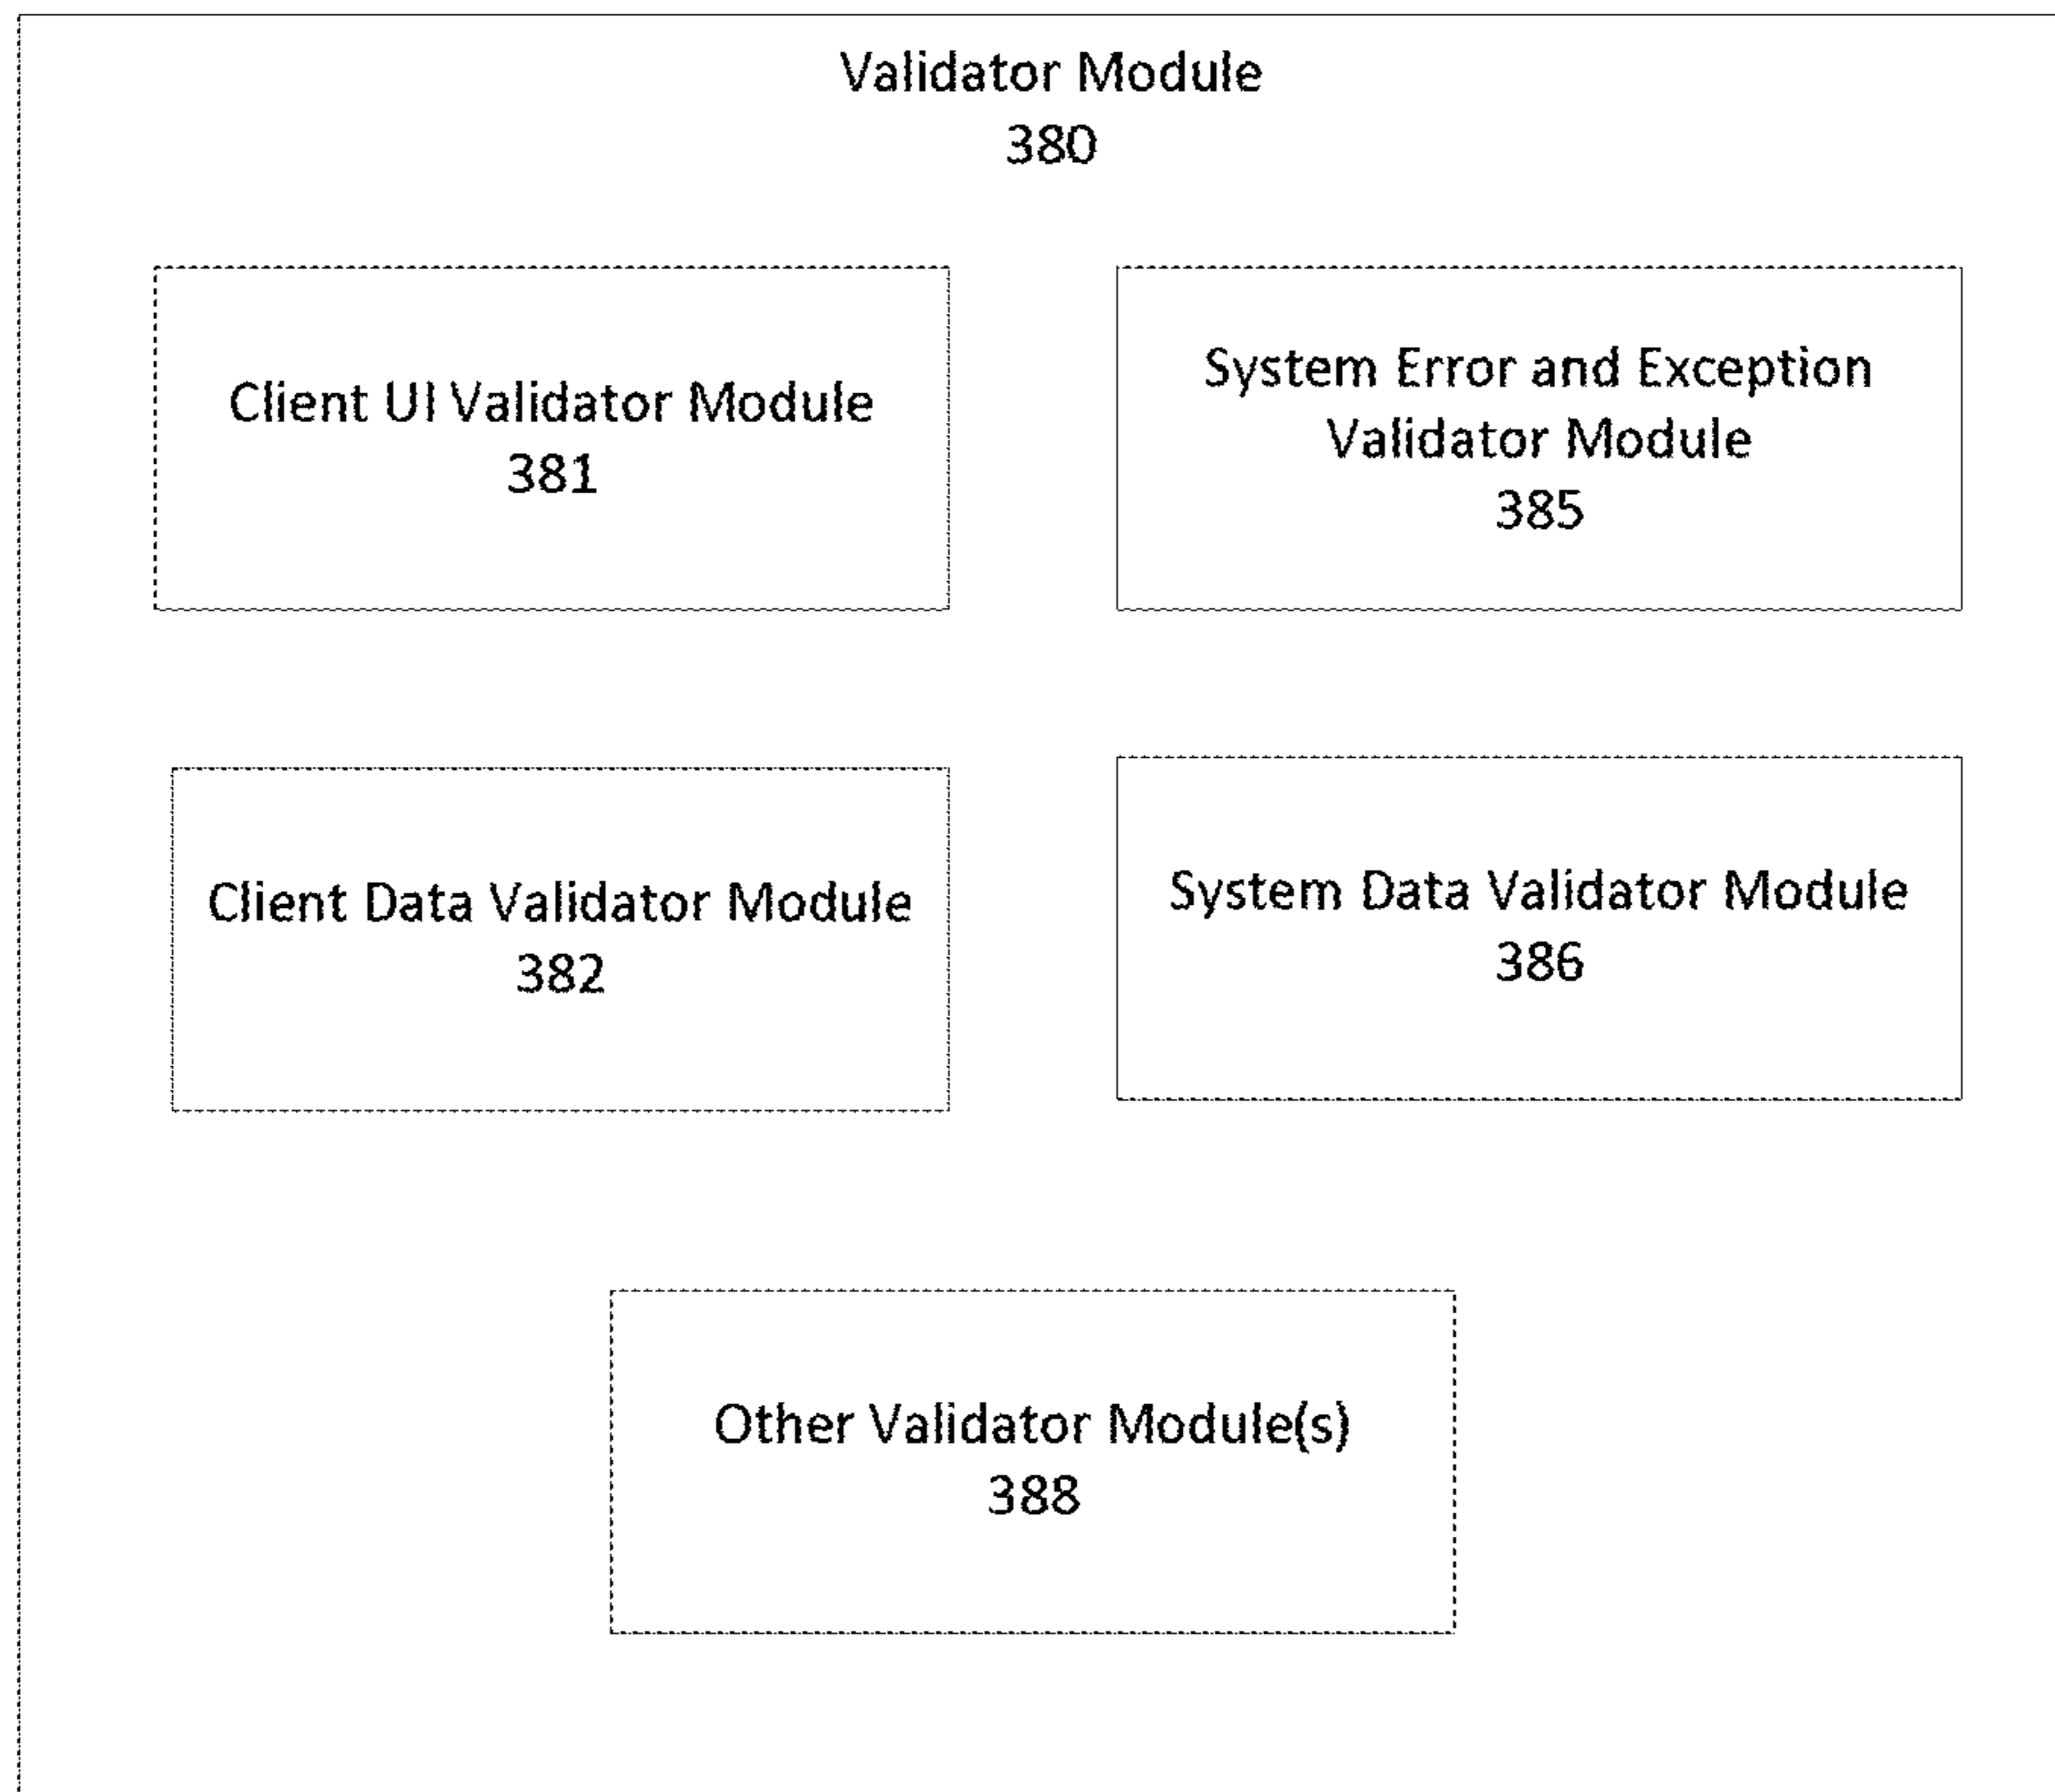 Validator Module
380
Client UI Validator Module
381
System Error and Exception
Validator Module
385
Client Data Validator Module
382
System Data Validator Module
386
Other Validator Module(s)
388